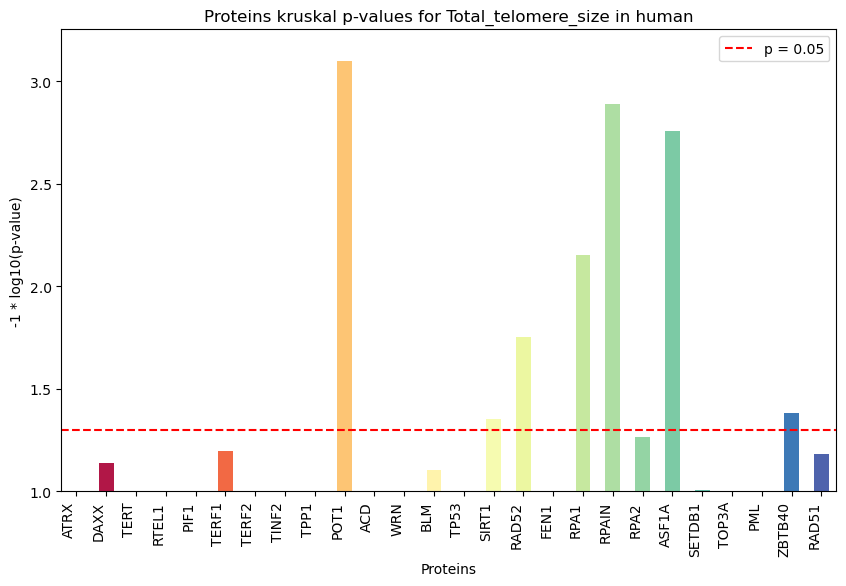 Proteins kruskal p-values for Total_telomere_size in human
p = 0.05
3.0
2.5
2.0
1.5
1.0
-1 * log10(p-value)
ATRX
DAXX
TERT
RTEL1
PIF1
TERF1
TERF2
TINF2
TPP1
POT1
ACD
WRN
BLM
TP53
SIRT1
RAD52
FEN1
RPA1
RPAIN
RPA2
ASF1A
SETDB1
TOP3A
PML
ZBTB40
RAD51
Proteins